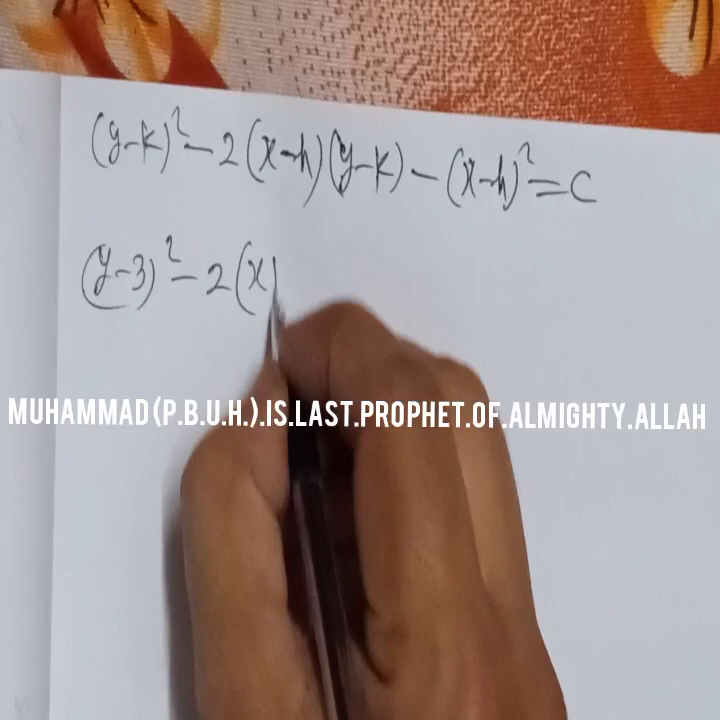 (y-k)² - 2(x-h)(y-k) - (x-h)² = c
(y-3)² - 2(x
MUHAMMAD(P.B.U.H.).IS.LAST.PROPHET.OF.ALMIGHTY.ALLAH